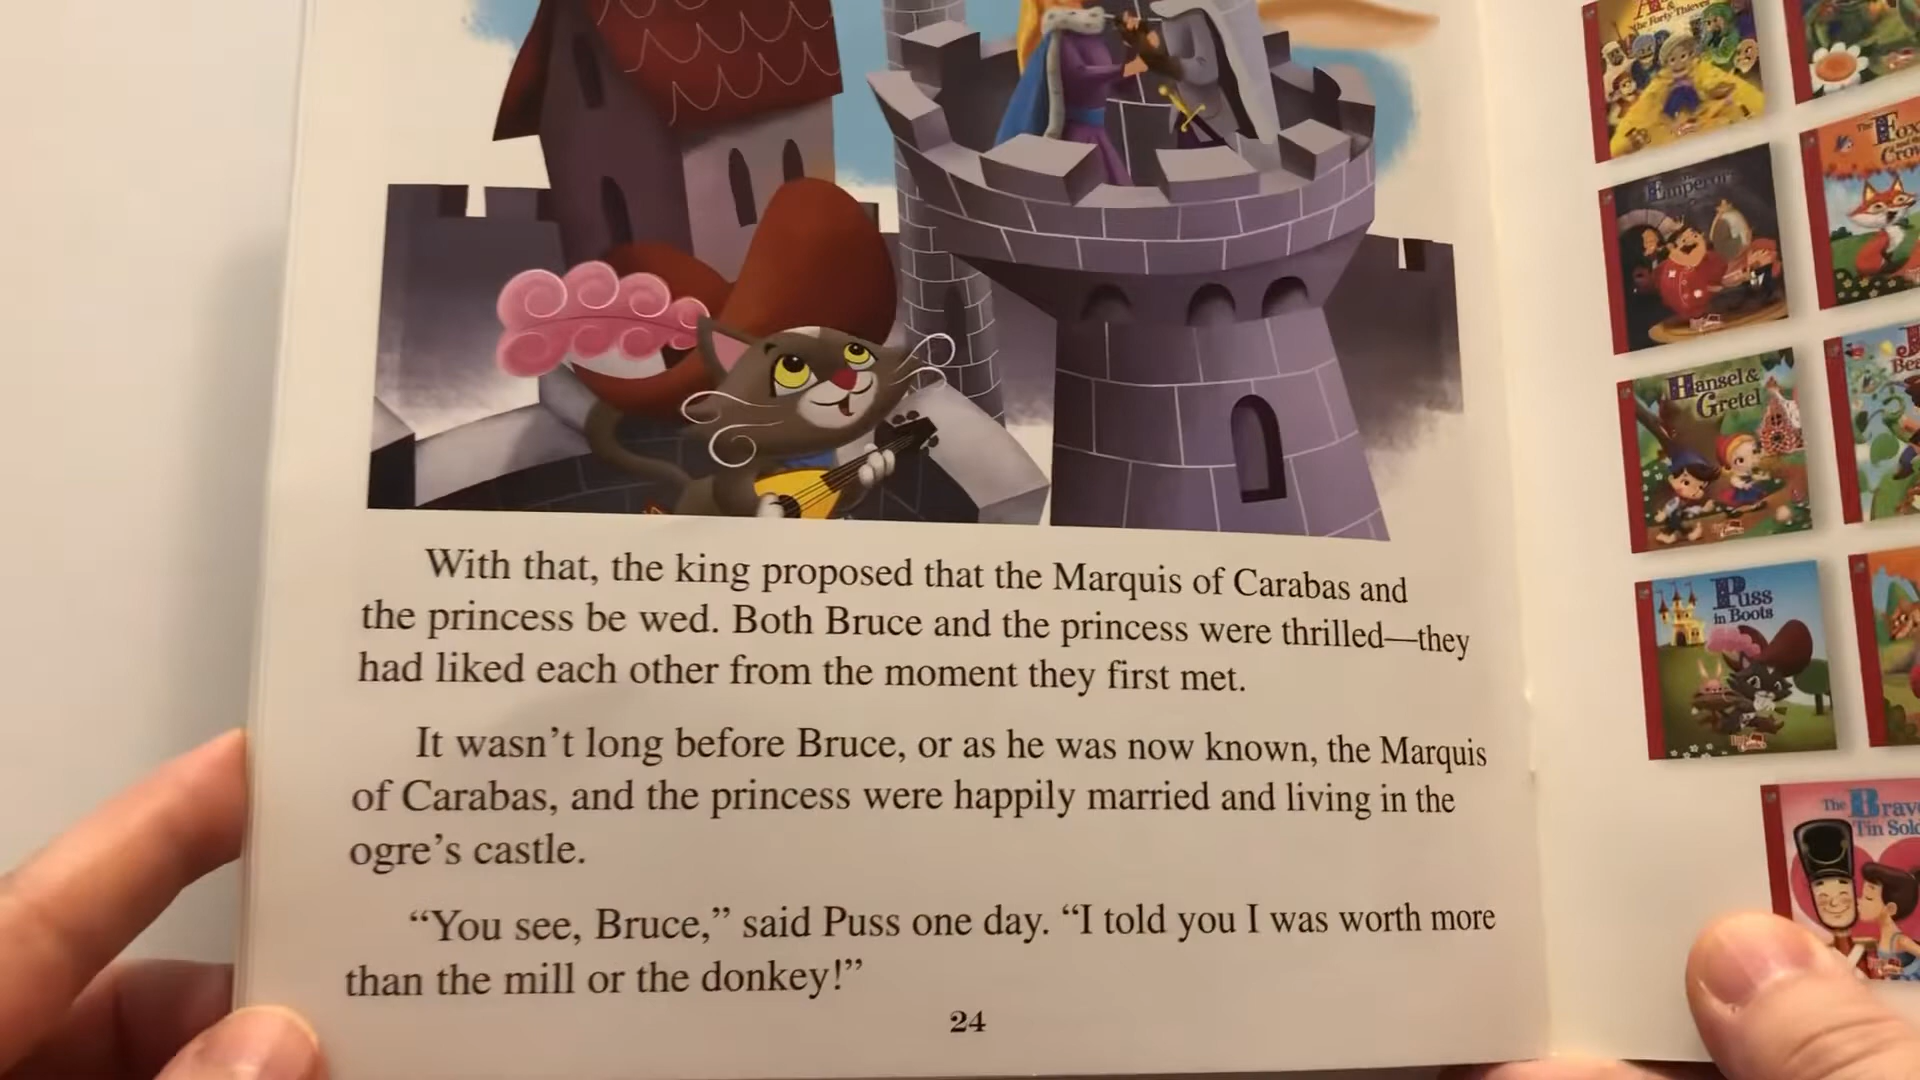 With that, the king proposed that the Marquis of Carabas and
the princess be wed. Both Bruce and the princess were thrilled—they
had liked each other from the moment they first met.
It wasn’t long before Bruce, or as he was now known, the Marquis
of Carabas, and the princess were happily married and living in the
ogre’s castle.
“You see, Bruce,” said Puss one day. “I told you I was worth more
than the mill or the donkey!”
24
& 
the Forty Thieves
The
Fox
and the
Emperor
Hansel &
Gretel
Puss
in Boots
The
Tin